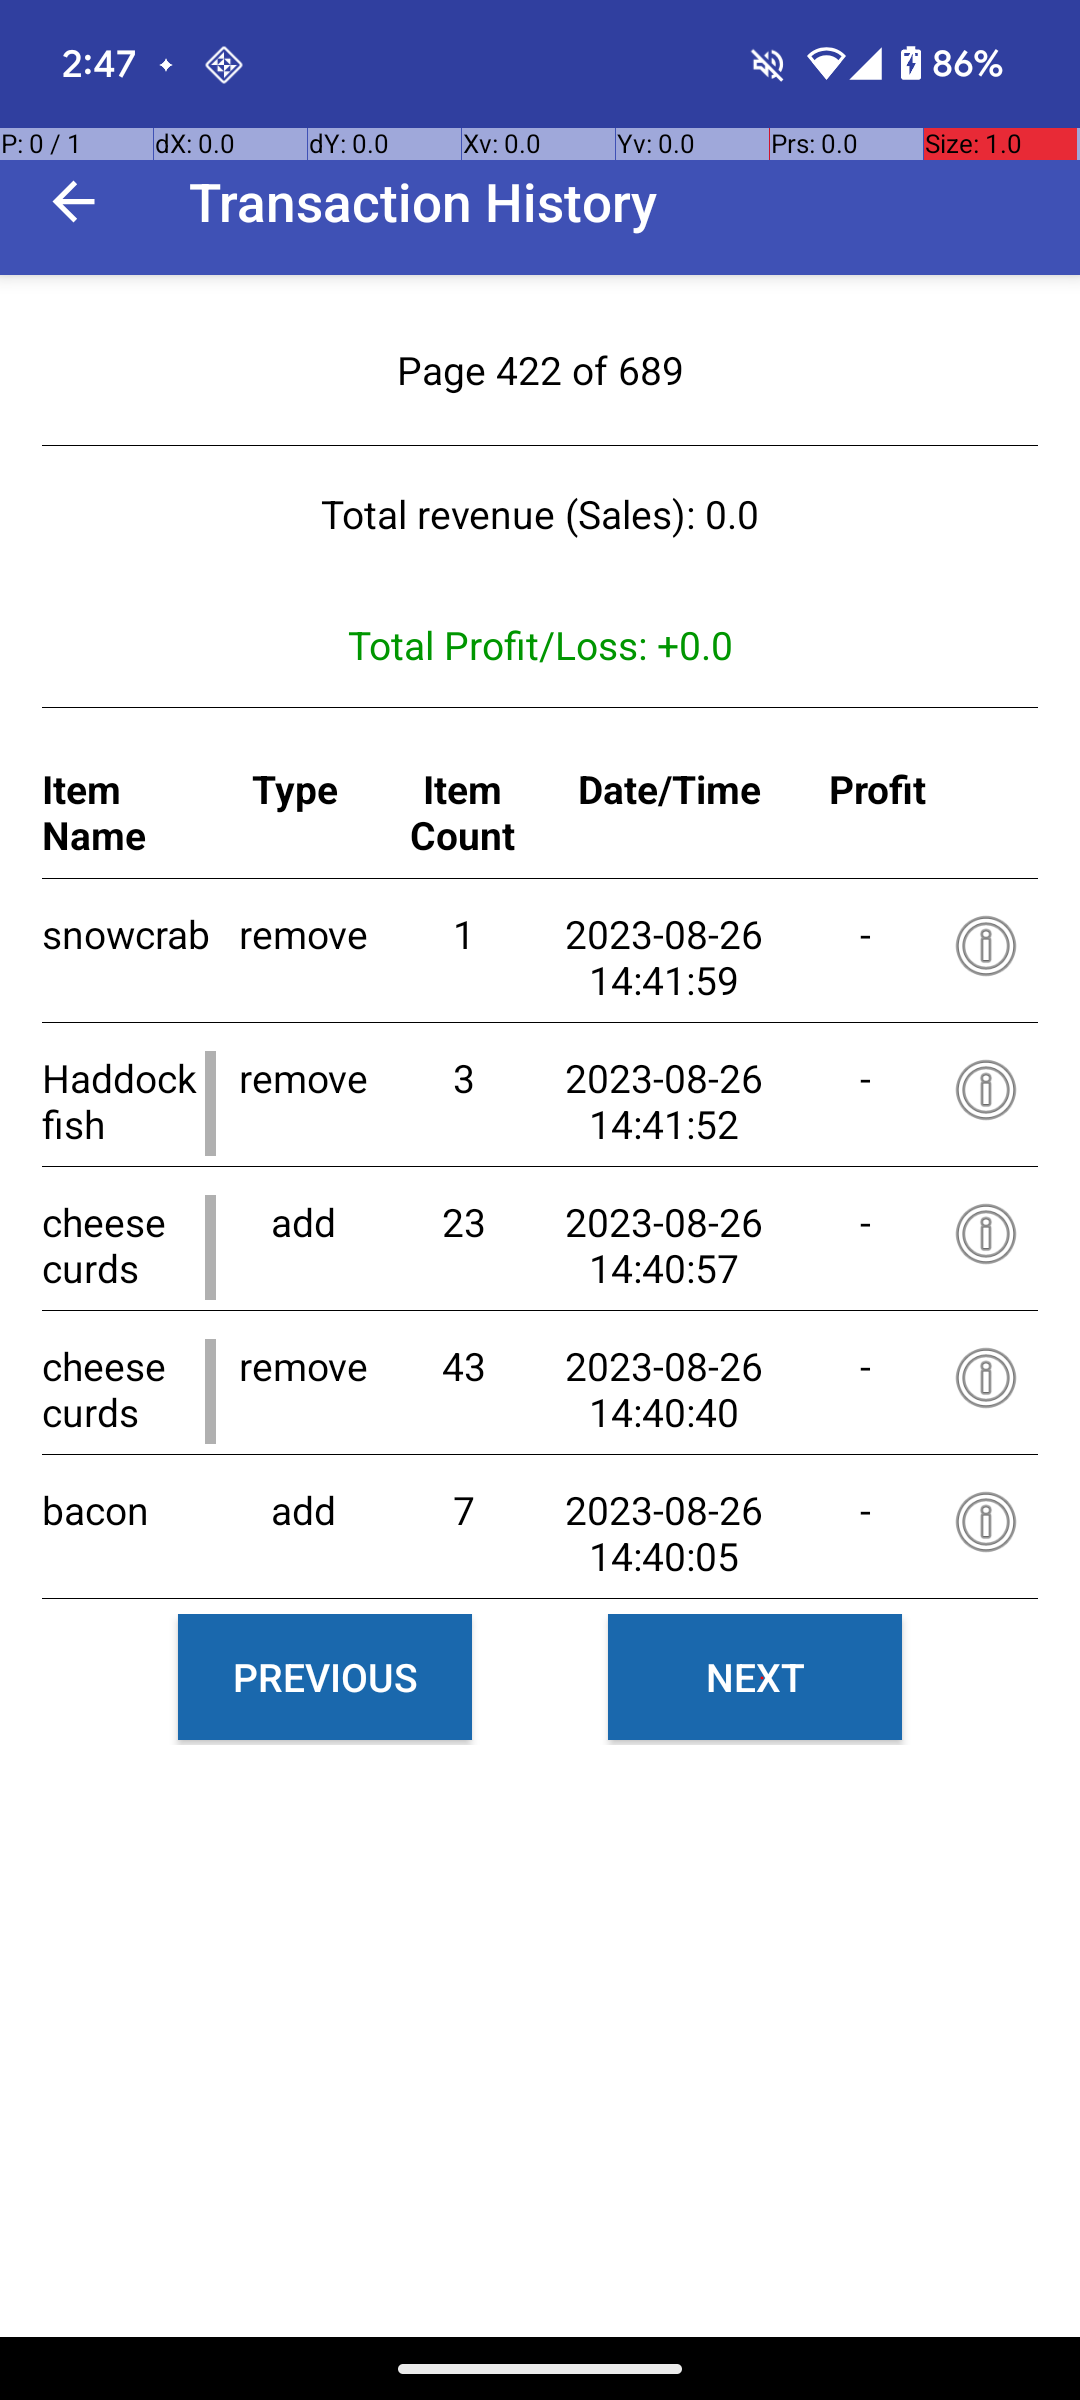 2:47 86%
P: 0 / 1 dX: 0.0 dY: 0.0 Xv: 0.0 Yv: 0.0 Prs: 0.0 Size: 1.0
Transaction History
Page 422 of 689
Total revenue (Sales): 0.0
Total Profit/Loss: +0.0
Item Type Item Date/Time Profit
Name Count
snowcrab remove 1 2023-08-26 -
14:41:59
Haddock remove 3 2023-08-26 -
fish 14:41:52
cheese add 23 2023-08-26 -
curds 14:40:57
cheese remove 43 2023-08-26 -
curds 14:40:40
bacon add 7 2023-08-26 -
14:40:05
PREVIOUS NEXT